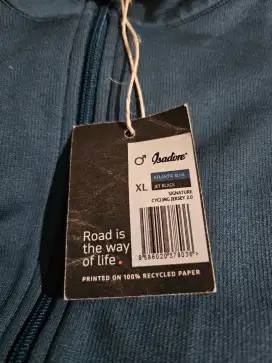 Isadore
XL
ATLANTIC BLUE
JET BLACK
SIGNATURE
CYCLING JERSEY 2.0
Road is
the way
of life.
PRINTED ON 100% RECYCLED PAPER